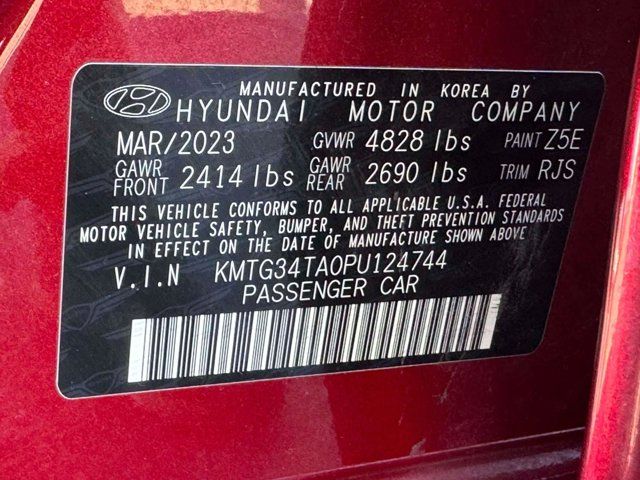 MANUFACTURED IN KOREA BY
HYUNDAI MOTOR COMPANY
MAR/2023 GVWR 4828 lbs PAINT Z5E
GAWR FRONT 2414 lbs GAWR REAR 2690 lbs TRIM RJS
THIS VEHICLE CONFORMS TO ALL APPLICABLE U.S.A. FEDERAL
MOTOR VEHICLE SAFETY, BUMPER, AND THEFT PREVENTION STANDARDS
IN EFFECT ON THE DATE OF MANUFACTURE SHOWN ABOVE.
V.I.N KMTG34TA0PU124744
PASSENGER CAR